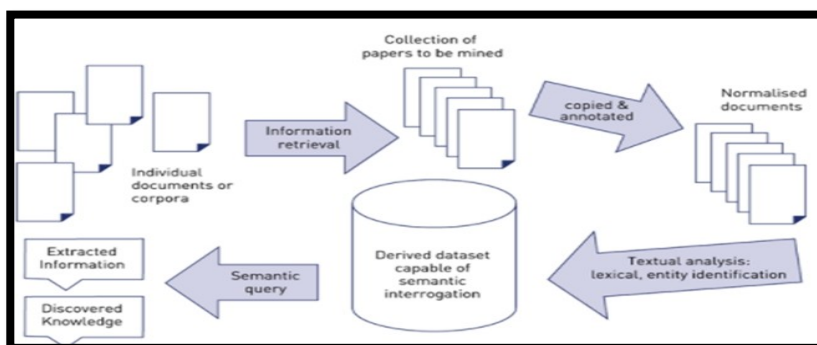 Collection of
papers to be mined
Information
retrieval
copied &
annotated
Normalised
documents
Individual
documents or
corpora
Textual analysis:
lexical, entity identification
Derived dataset
capable of
semantic
interrogation
Semantic
query
Extracted
Information
Discovered
Knowledge